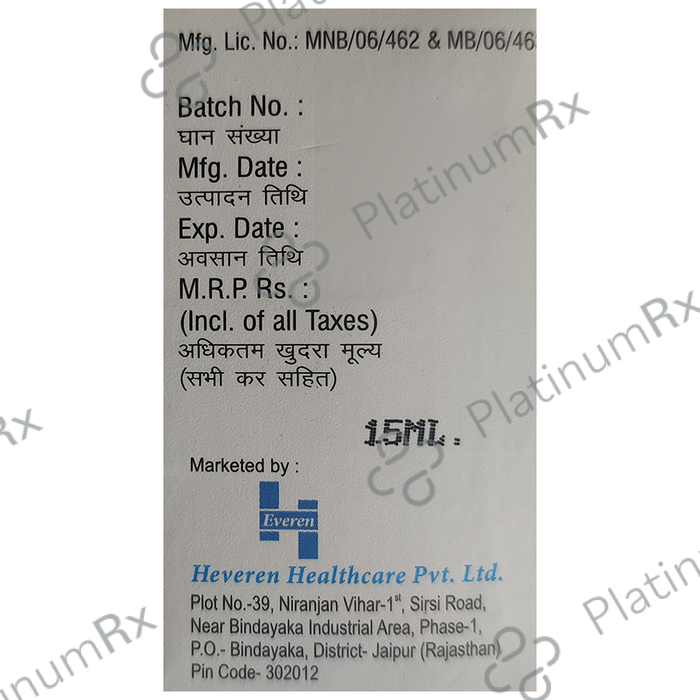 Mfg. Lic. No.: MNB/06/462 & MB/06/46
Batch No. :
घान संख्या
Mfg. Date :
उत्पादन तिथि
Exp. Date :
अवसान तिथि
M.R.P. Rs. :
(Incl. of all Taxes)
अधिकतम खुदरा मूल्य
(सभी कर सहित)
15ML.
Marketed by :
Everen
Heveren Healthcare Pvt. Ltd.
Plot No.-39, Niranjan Vihar-1st, Sirsi Road,
Near Bindayaka Industrial Area, Phase-1,
P.O.- Bindayaka, District- Jaipur (Rajasthan)
Pin Code- 302012
PlatinumRx
PlatinumRx
PlatinumRx
PlatinumRx
PlatinumRx